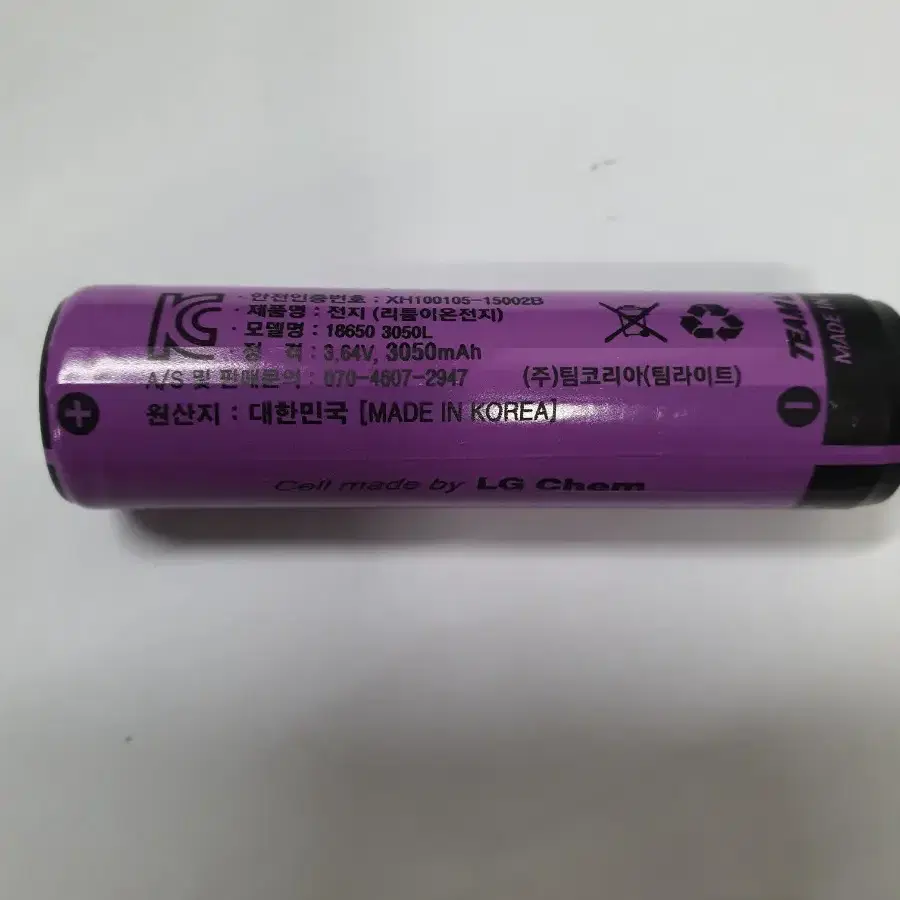 · 안전인증번호 : XH100105-15002B
· 제품명 : 전지 (리튬이온전지)
· 모델명 : 18650 3050L
정 격 : 3.64V, 3050mAh
A/S 및 판매문의 : 070-4607-2947
(주)팀코리아(팀라이트)
원산지 : 대한민국 [MADE IN KOREA]
Cell made by LG Chem
+
-
TEAM
MADE IN